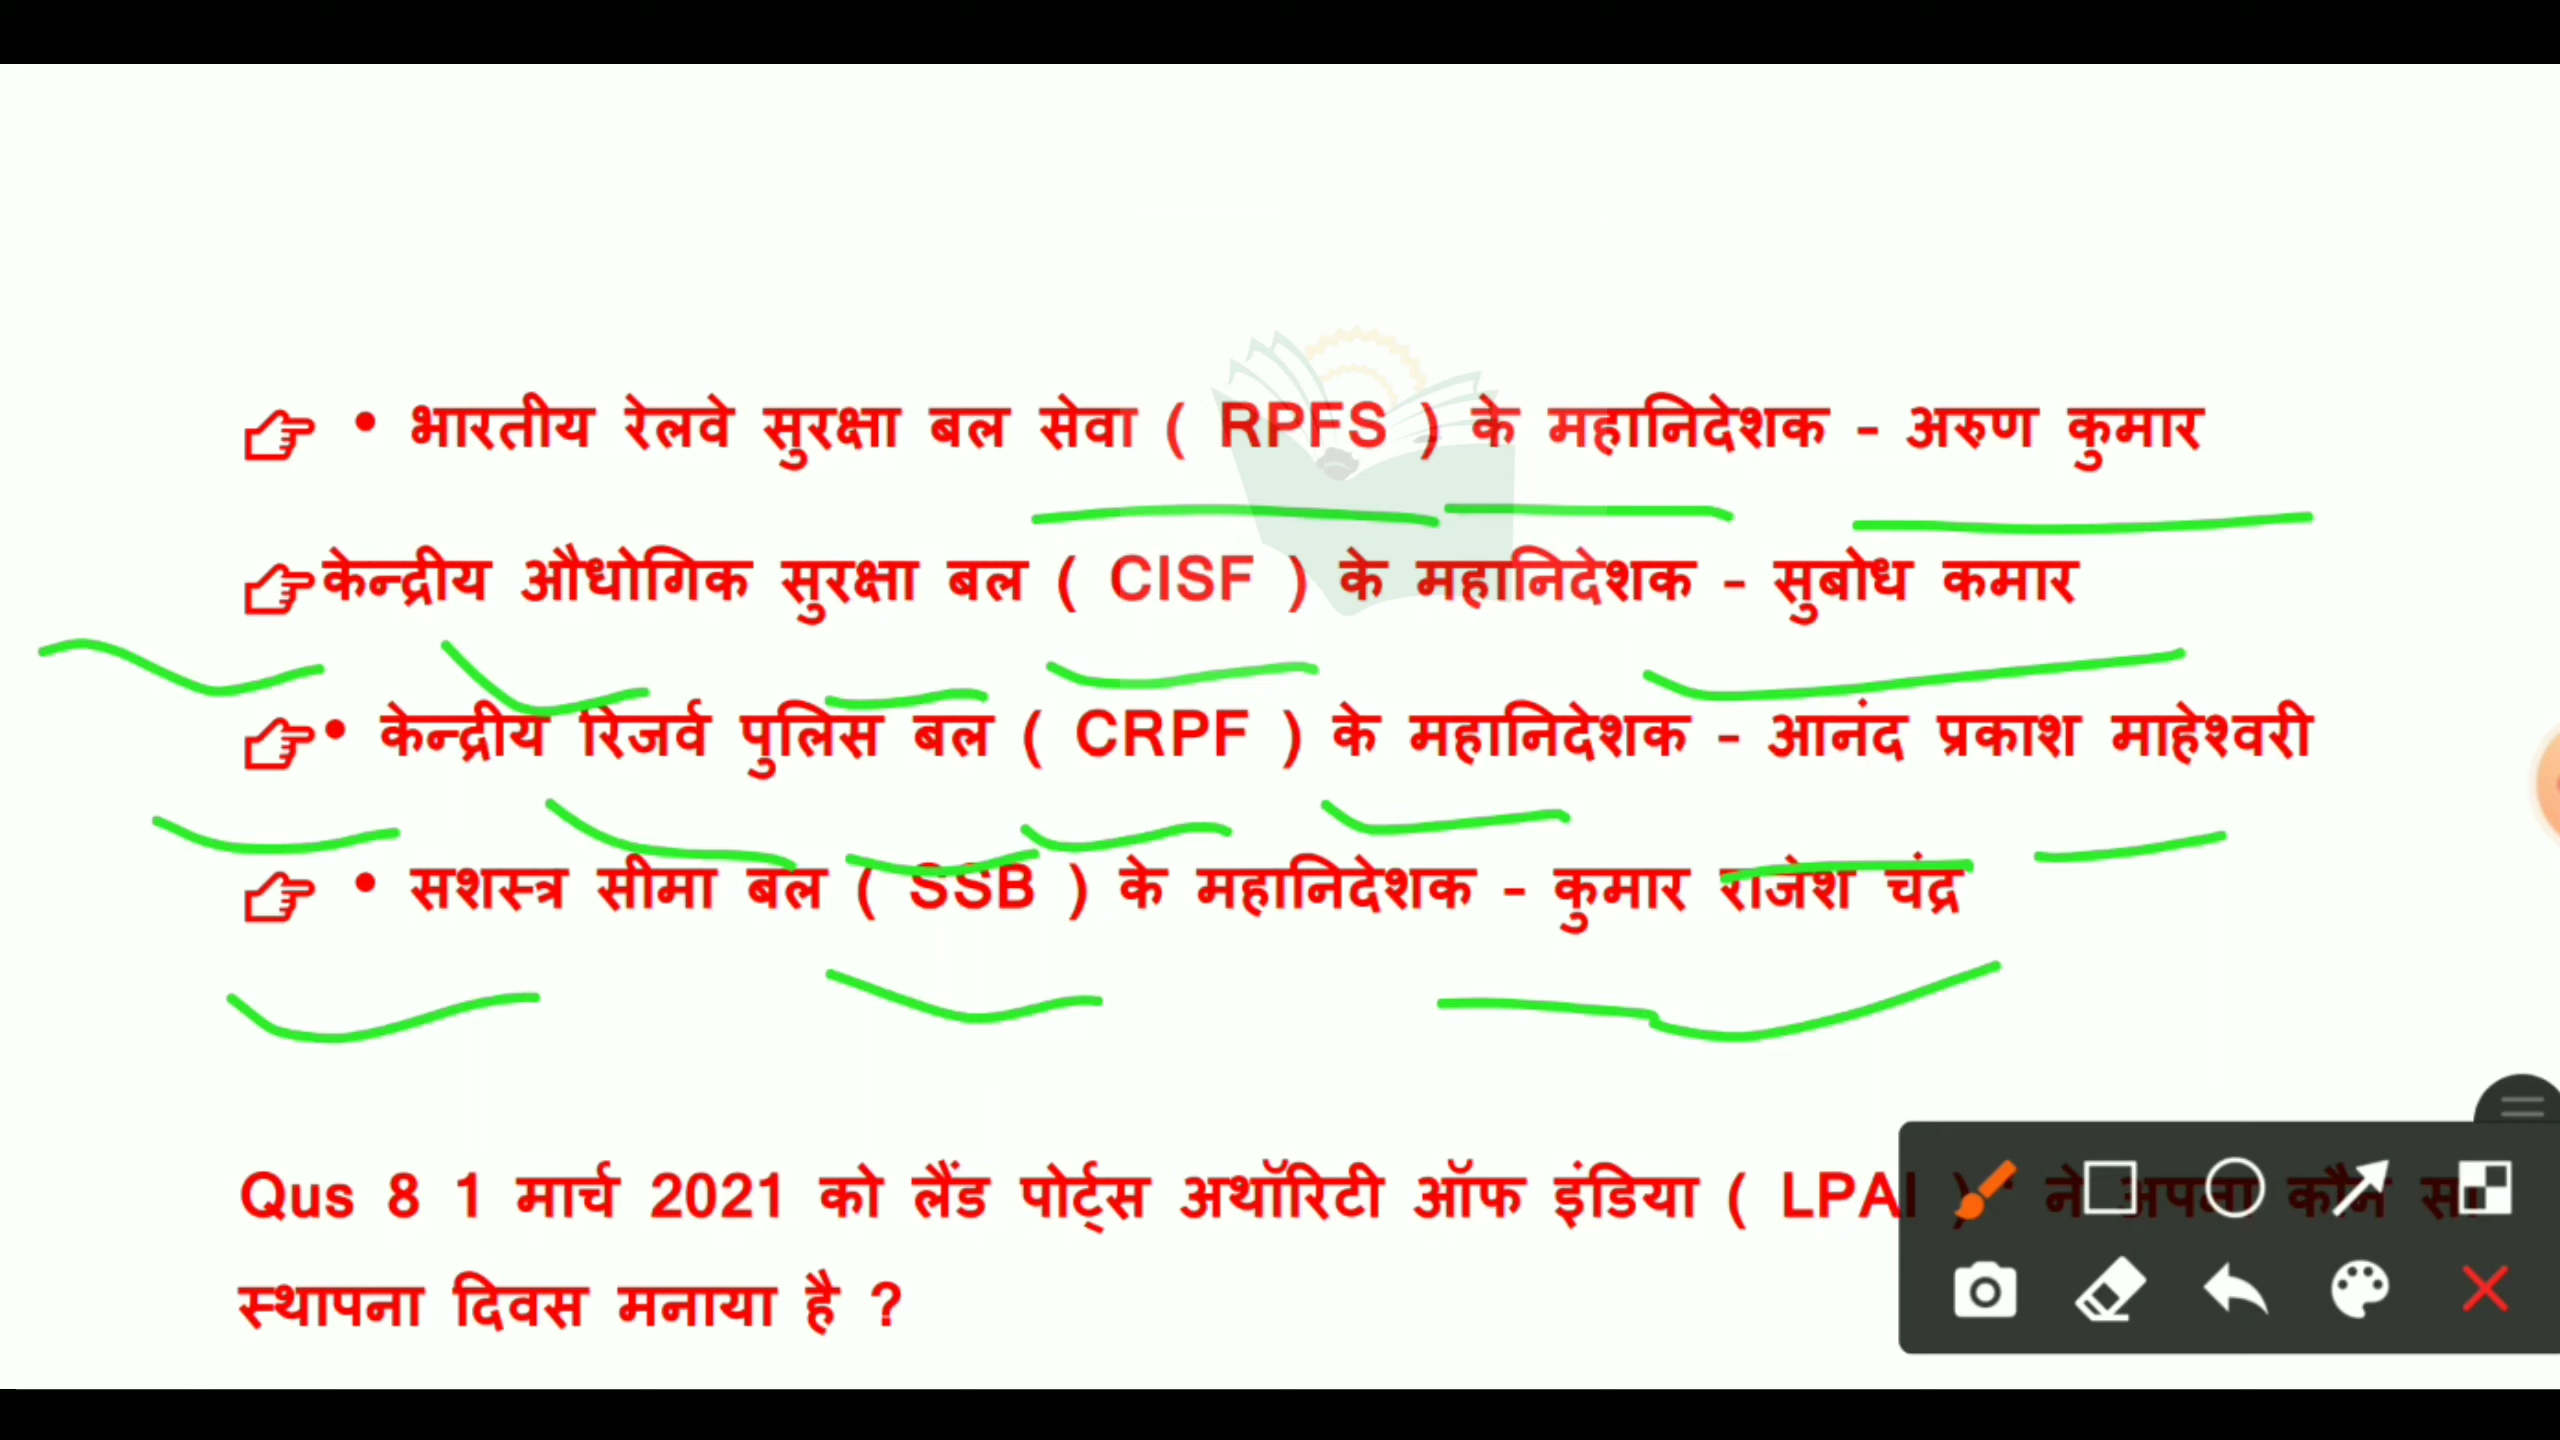 • भारतीय रेलवे सुरक्षा बल सेवा ( RPFS ) के महानिदेशक - अरुण कुमार
केन्द्रीय औधोगिक सुरक्षा बल ( CISF ) के महानिदेशक - सुबोध कमार
• केन्द्रीय रिजर्व पुलिस बल ( CRPF ) के महानिदेशक - आनंद प्रकाश माहेश्वरी
• सशस्त्र सीमा बल ( SSB ) के महानिदेशक - कुमार राजेश चंद्र
Qus 8 1 मार्च 2021 को लैंड पोर्ट्स अथॉरिटी ऑफ इंडिया ( LPAI ) ने अपना कौन सा
स्थापना दिवस मनाया है ?